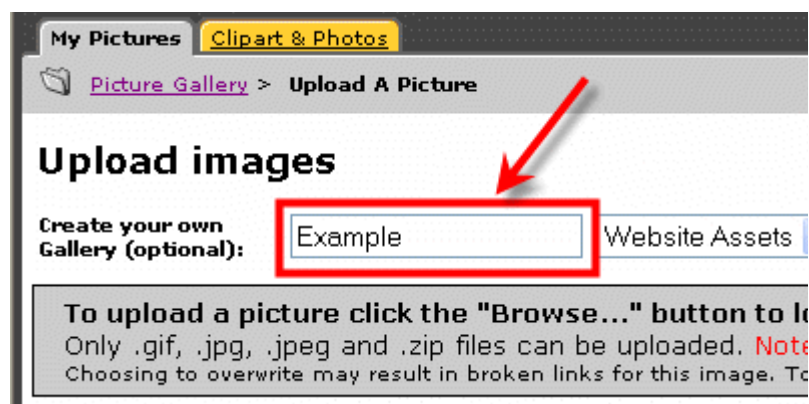 My Pictures Clipart & Photos
Picture Gallery > Upload A Picture
Upload images
Create your own
Gallery (optional):
Example
Website Assets
To upload a picture click the "Browse..." button to
Only .gif, .jpg, .jpeg and .zip files can be uploaded. Note
Choosing to overwrite may result in broken links for this image.